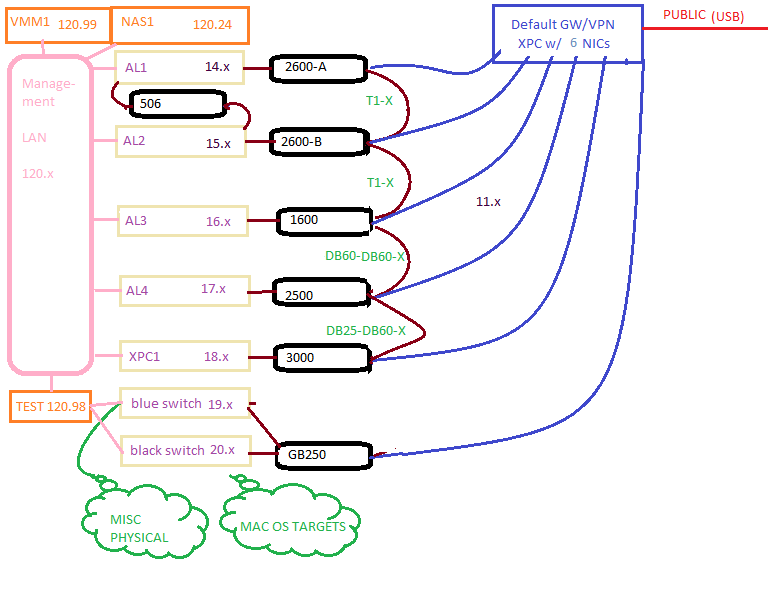 VMM1 120.99
NAS1 120.24
Default GW/VPN
XPC w/ 6 NICs
PUBLIC (USB)
AL1 14.x
2600-A
Manage-
ment
LAN
120.x
506
T1-X
AL2 15.x
2600-B
T1-X
11.x
AL3 16.x
1600
DB60-DB60-X
AL4 17.x
2500
DB25-DB60-X
XPC1 18.x
3000
TEST 120.98
blue switch 19.x
black switch 20.x
GB250
MISC
PHYSICAL
MAC OS TARGETS